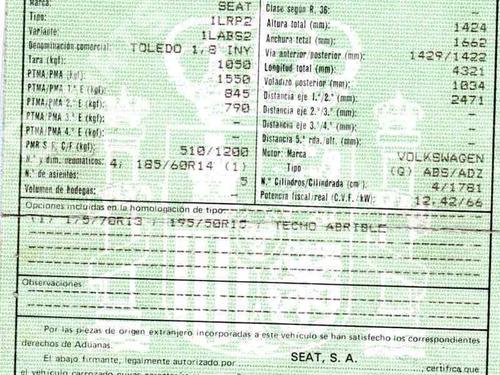 Marca: SEAT
Tipo: 1LRP2
Variante: 1LABS2
Denominación comercial: TOLEDO 1,8 INY
Tara (kgf): 1050
PTMA/PMA (kgf): 1550
PTMA/PMA 1.ª E (kgf): 845
PTMA/PMA 2.ª E (kgf): 790
PTMA/PMA 3.ª E (kgf): -
PTMA/PMA 4.ª E (kgf): -
PMR S F, C/F (kgf): 510/1200
N.º y dim. neumáticos: 4, 185/60R14 (1)
N.º de asientos: 5
Volumen de bodegas: -
Clase según R. 36: -
Altura total (mm): 1424
Anchura total (mm): 1662
Vía anterior/posterior (mm): 1429/1422
Longitud total (mm): 4321
Voladizo posterior (mm): 1034
Distancia eje 1.º/2.º (mm): 2471
Distancia eje 2.º/3.º (mm): -
Distancia eje 3.º/4.º (mm): -
Distancia 5.ª rda./ult. (mm): -
Motor: Marca VOLKSWAGEN
Tipo (G) ABS/ADZ
N.º Cilindros/Cilindrada (cm³): 4/1781
Potencia fiscal/real (C.V.F./kW): 12,42/66
Opciones incluidas en la homologación de tipo:
(1) 175/70R13 / 195/50R15 / TECHO ABRIBLE
Observaciones:
Por las piezas de origen extranjero incorporadas a este vehículo se han satisfecho los correspondientes
derechos de Aduanas.
El abajo firmante, legalmente autorizado por SEAT, S. A. , certifica que
el vehículo carrozado